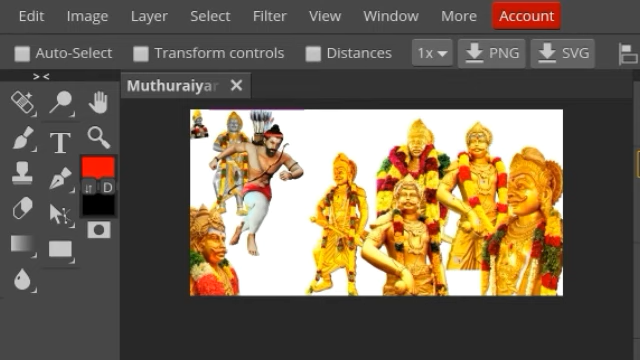 Edit Image Layer Select Filter View Window More Account
Auto-Select Transform controls Distances 1x PNG SVG
> <
Muthuraiyar
T
D